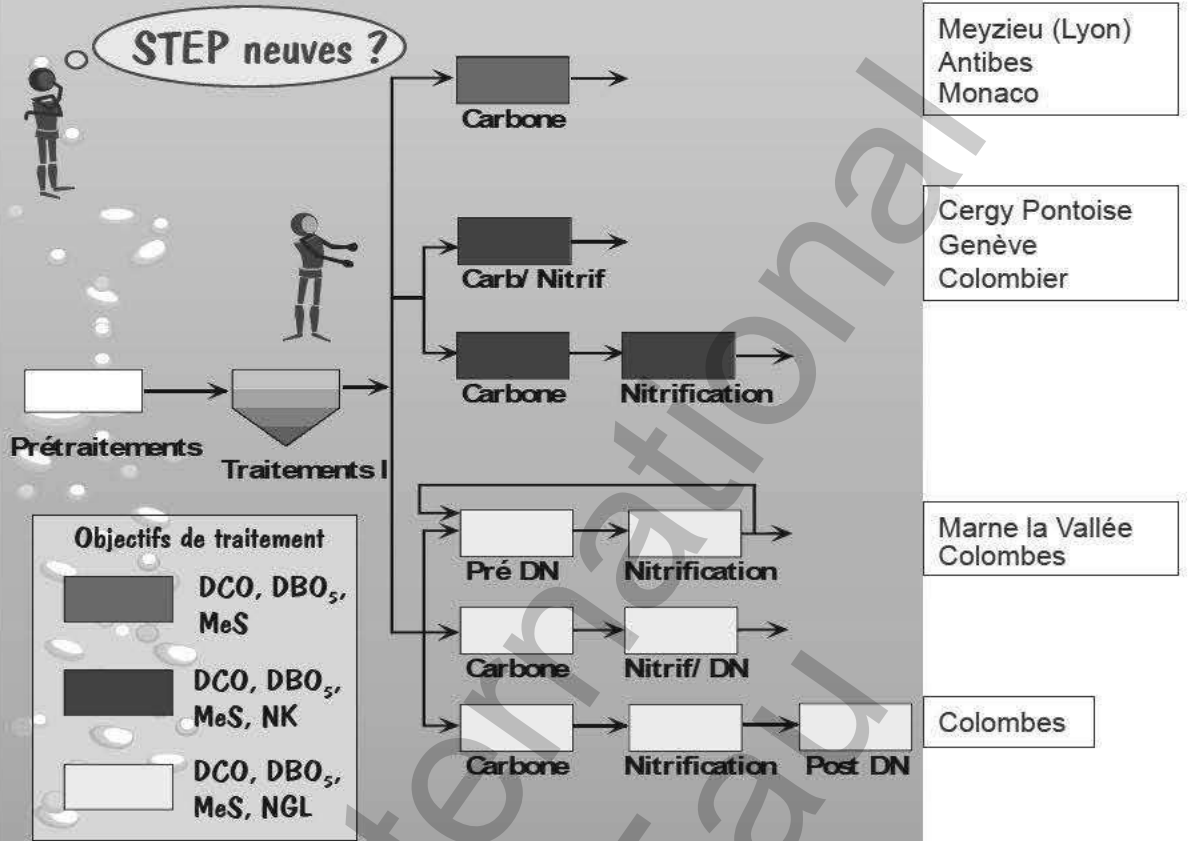 STEP neuves ?
Meyzieu (Lyon)
Antibes
Monaco
Carbone
Cergy Pontoise
Genève
Colombier
Carb/ Nitrif
Carbone
Nitrification
Prétraitements
Traitements I
Marne la Vallée
Colombes
Pré DN
Nitrification
Carbone
Nitrif/ DN
Colombes
Carbone
Nitrification
Post DN
Objectifs de traitement
DCO, DBO₅,
MeS
DCO, DBO₅,
MeS, NK
DCO, DBO₅,
MeS, NGL